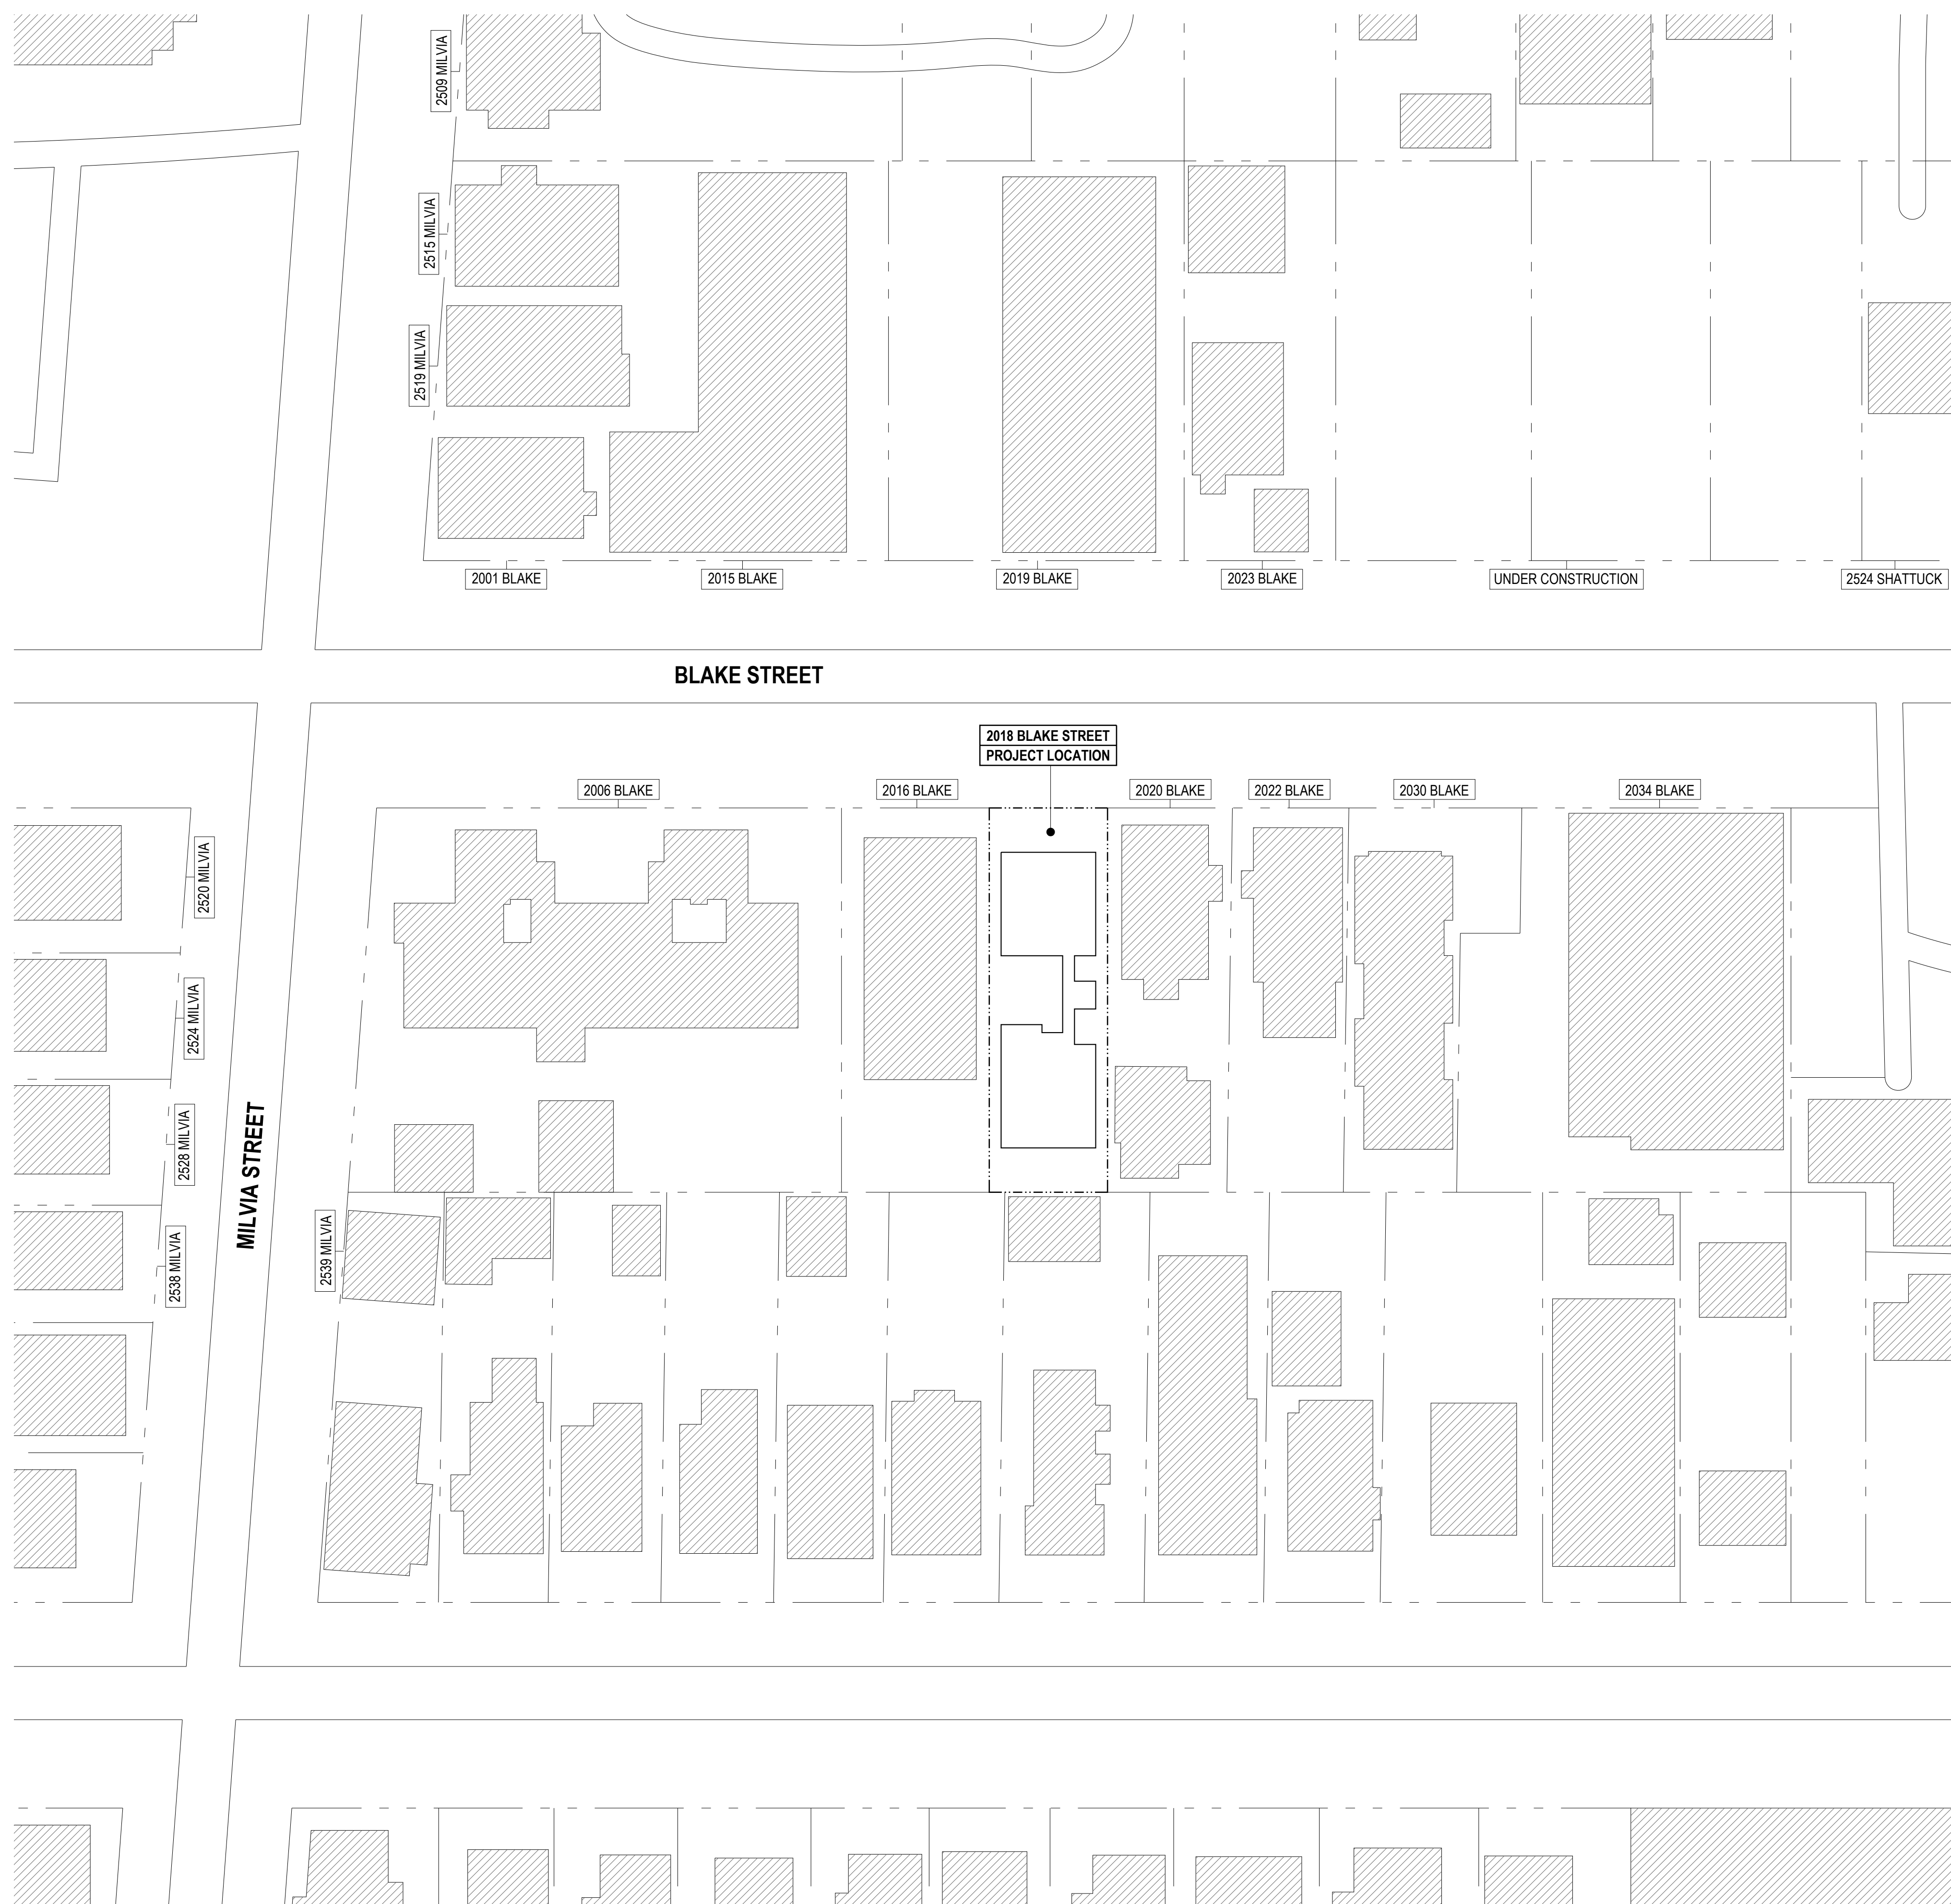 2509 MILVIA
2515 MILVIA
2519 MILVIA
2001 BLAKE
2015 BLAKE
2019 BLAKE
2023 BLAKE
UNDER CONSTRUCTION
2524 SHATTUCK
BLAKE STREET
2018 BLAKE STREET
PROJECT LOCATION
2006 BLAKE
2016 BLAKE
2020 BLAKE
2022 BLAKE
2030 BLAKE
2034 BLAKE
2520 MILVIA
2524 MILVIA
2528 MILVIA
MILVIA STREET
2539 MILVIA
2538 MILVIA